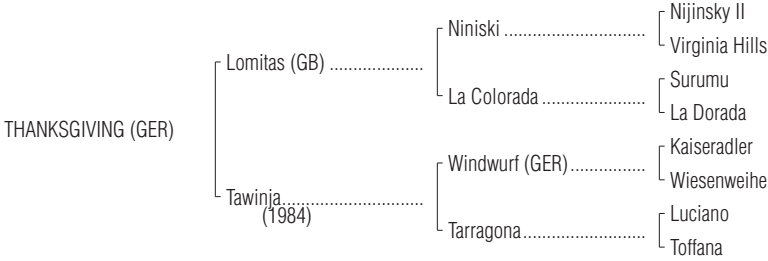 Nijinsky II
Niniski ..............................
Virginia Hills
Lomitas (GB) ....................
Surumu
La Colorada ......................
La Dorada
THANKSGIVING (GER)
Kaiseradler
Windwurf (GER)................
Wiesenweihe
Tawinja..............................
(1984)
Luciano
Tarragona..........................
Toffana